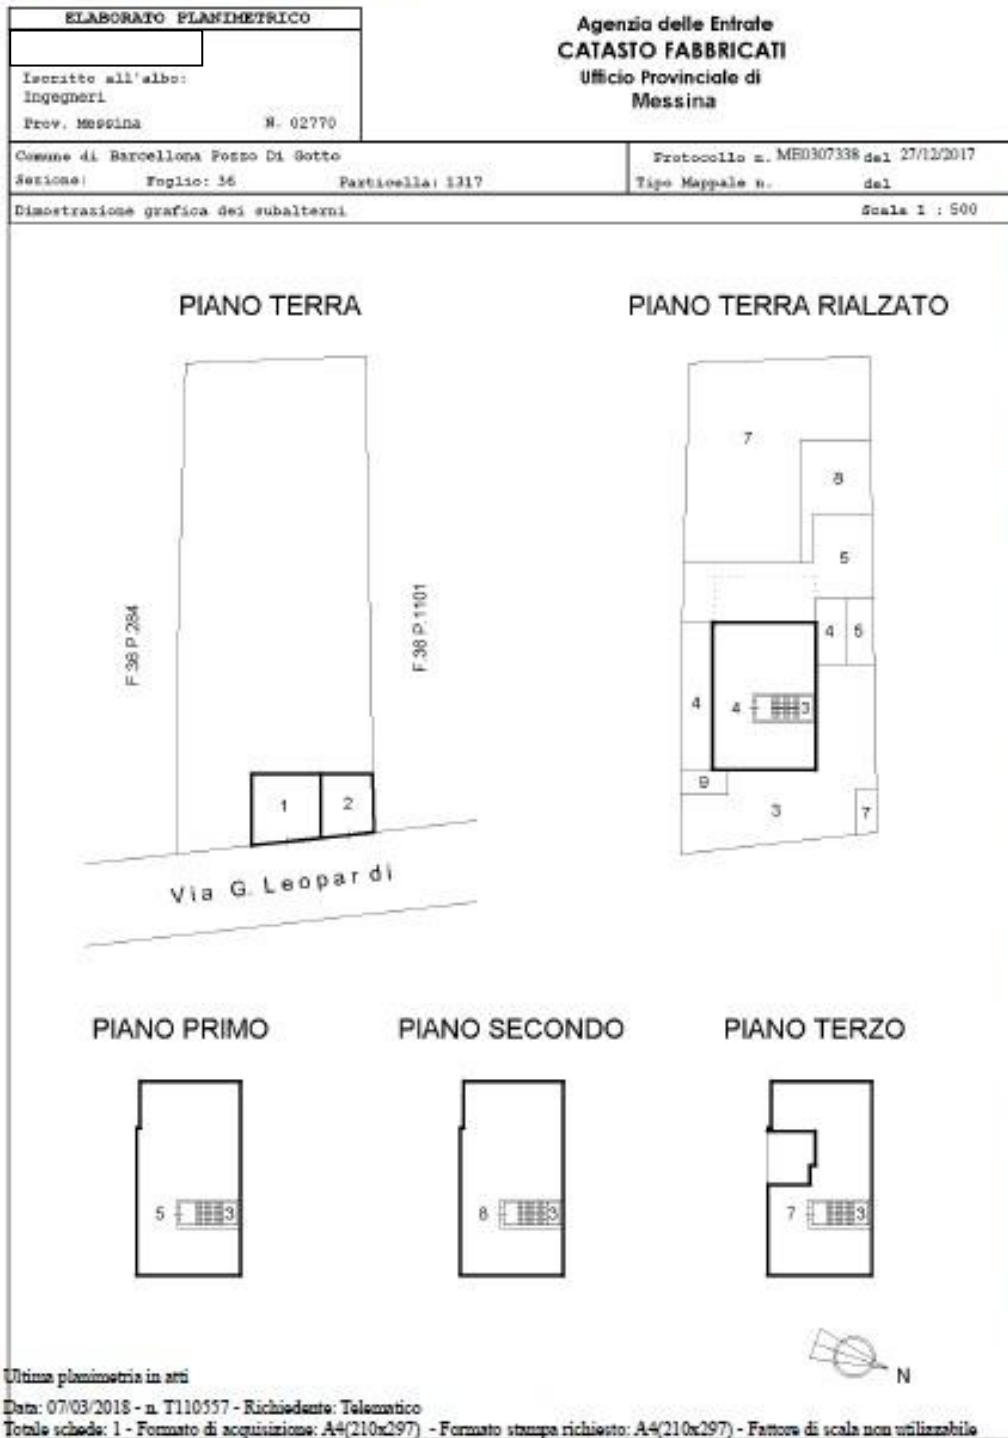 ELABORATO PLANIMETRICO
Iscritto all'albo:
Ingegneri
Prov. Messina N. 02770
Agenzia delle Entrate
CATASTO FABBRICATI
Ufficio Provinciale di
Messina
Comune di Barcellona Pozzo Di Gotto
Sezione: Foglio: 36 Particella: 1317
Protocollo n. ME0307338 del 27/12/2017
Tipo Mappale n. del
Dimostrazione grafica dei subalterni Scala 1 : 500
PIANO TERRA
F.36 P.284
F.36 P.1101
1 2
Via G. Leopardi
PIANO TERRA RIALZATO
7
8
5
4 6
4 4 3
9
3 7
PIANO PRIMO
5 3
PIANO SECONDO
6 3
PIANO TERZO
7 3
N
Ultima planimetria in atti
Data: 07/03/2018 - n. T110557 - Richiedente: Telematico
Totale schede: 1 - Formato di acquisizione: A4(210x297) - Formato stampa richiesto: A4(210x297) - Fattore di scala non utilizzabile